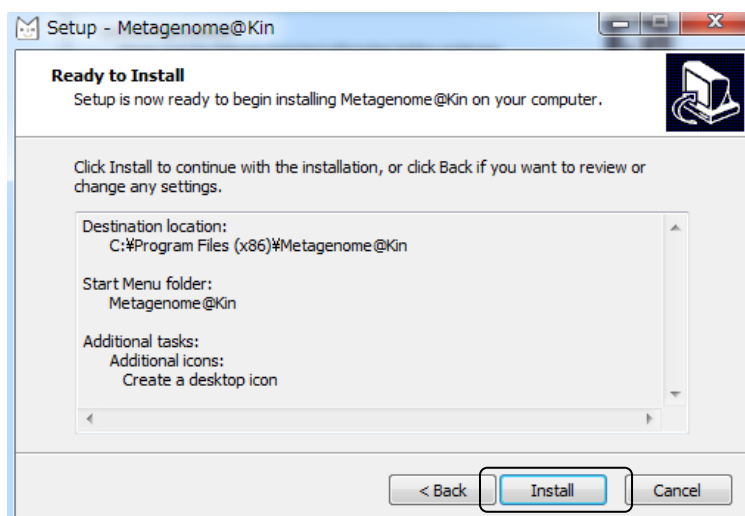 Setup - Metagenome@Kin
Ready to Install
Setup is now ready to begin installing Metagenome@Kin on your computer.
Click Install to continue with the installation, or click Back if you want to review or
change any settings.
Destination location:
C:¥Program Files (x86)¥Metagenome@Kin
Start Menu folder:
Metagenome@Kin
Additional tasks:
Additional icons:
Create a desktop icon
< Back
Install
Cancel